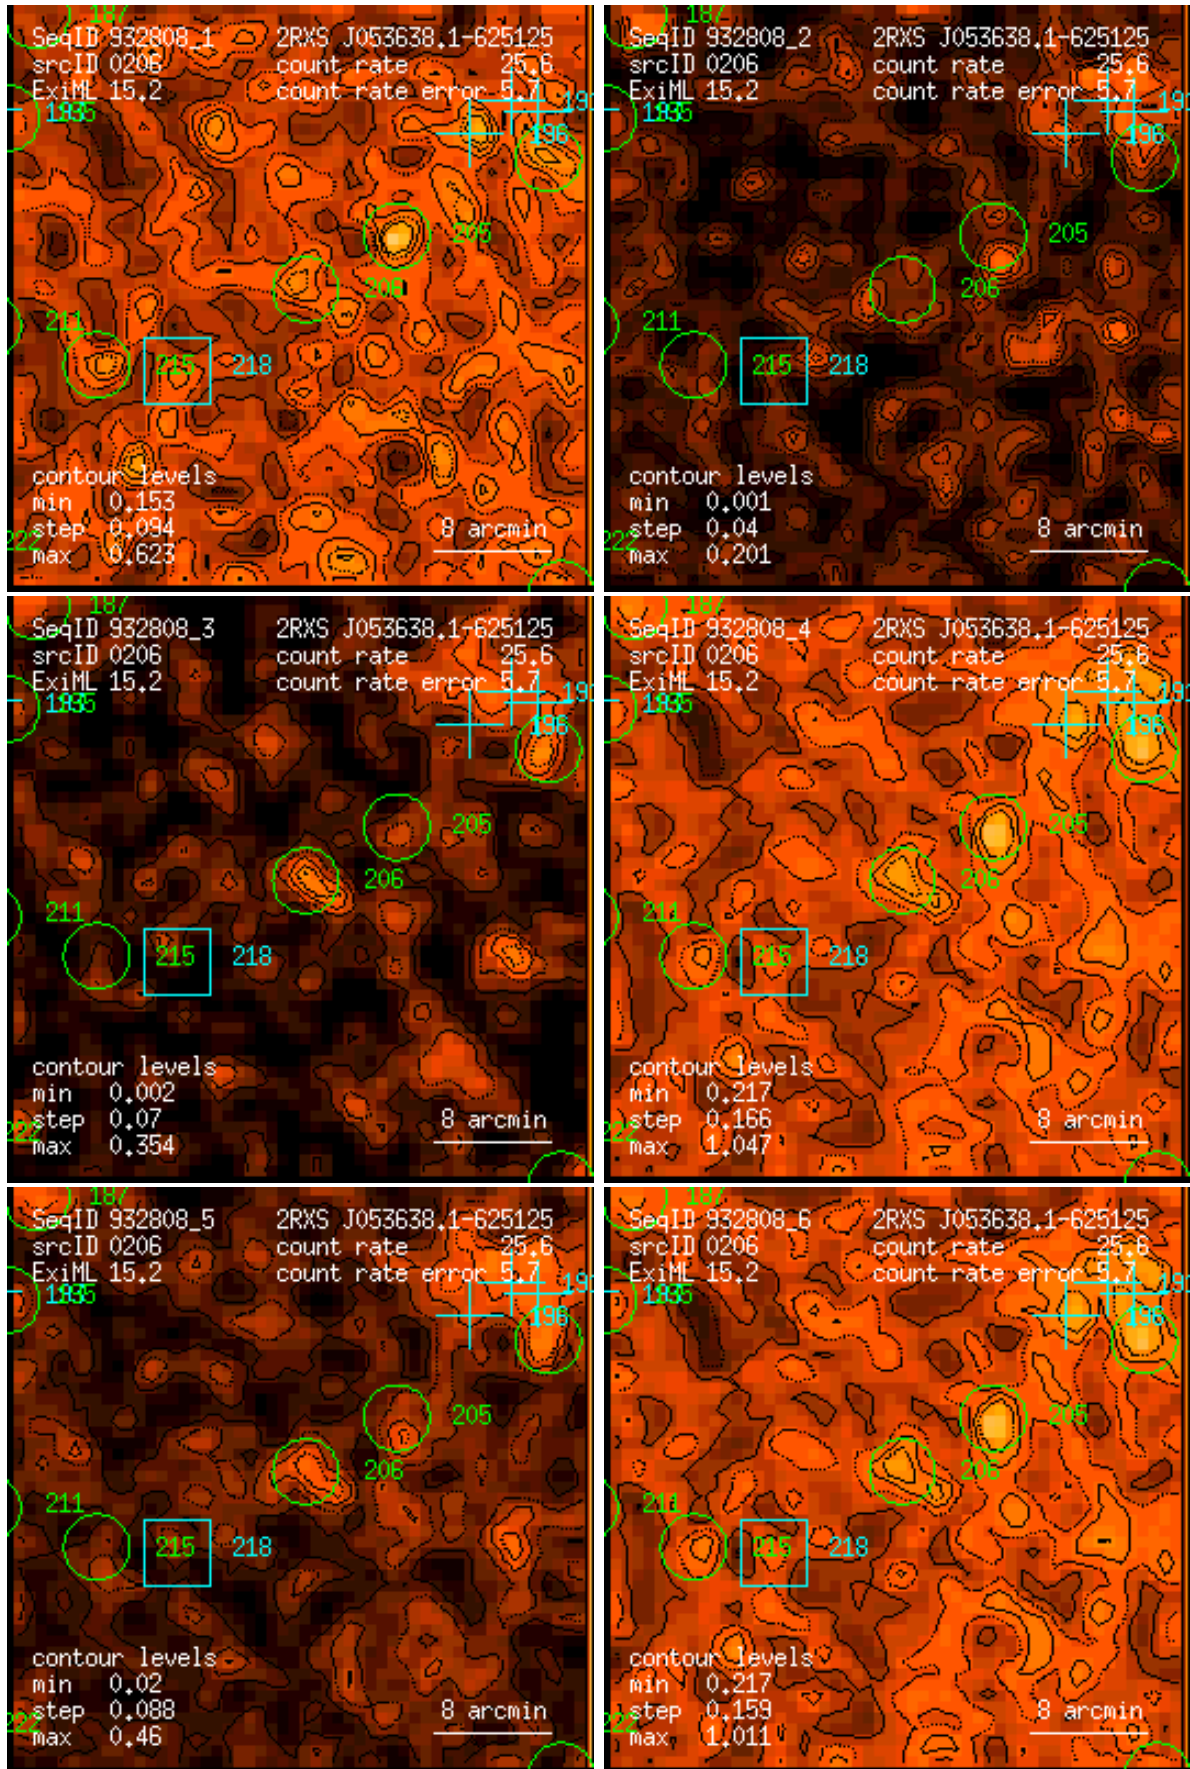 187
SeqID 932808_1 2RXS J053638.1-625125
srcID 0206 count rate 25.6
ExiML 15.2 count rate error 5.7
196
205
206
211
215 218
contour levels
min 0.153
step 0.094
max 0.623
8 arcmin
222
187
SeqID 932808_2 2RXS J053638.1-625125
srcID 0206 count rate 25.6
ExiML 15.2 count rate error 5.7
196
205
206
211
215 218
contour levels
min 0.001
step 0.04
max 0.201
8 arcmin
222
187
SeqID 932808_3 2RXS J053638.1-625125
srcID 0206 count rate 25.6
ExiML 15.2 count rate error 5.7
196
205
206
211
215 218
contour levels
min 0.002
step 0.07
max 0.354
8 arcmin
222
187
SeqID 932808_4 2RXS J053638.1-625125
srcID 0206 count rate 25.6
ExiML 15.2 count rate error 5.7
196
205
206
211
215 218
contour levels
min 0.217
step 0.166
max 1.047
8 arcmin
222
187
SeqID 932808_5 2RXS J053638.1-625125
srcID 0206 count rate 25.6
ExiML 15.2 count rate error 5.7
196
205
206
211
215 218
contour levels
min 0.02
step 0.088
max 0.46
8 arcmin
222
187
SeqID 932808_6 2RXS J053638.1-625125
srcID 0206 count rate 25.6
ExiML 15.2 count rate error 5.7
196
205
206
211
215 218
contour levels
min 0.217
step 0.159
max 1.011
8 arcmin
222